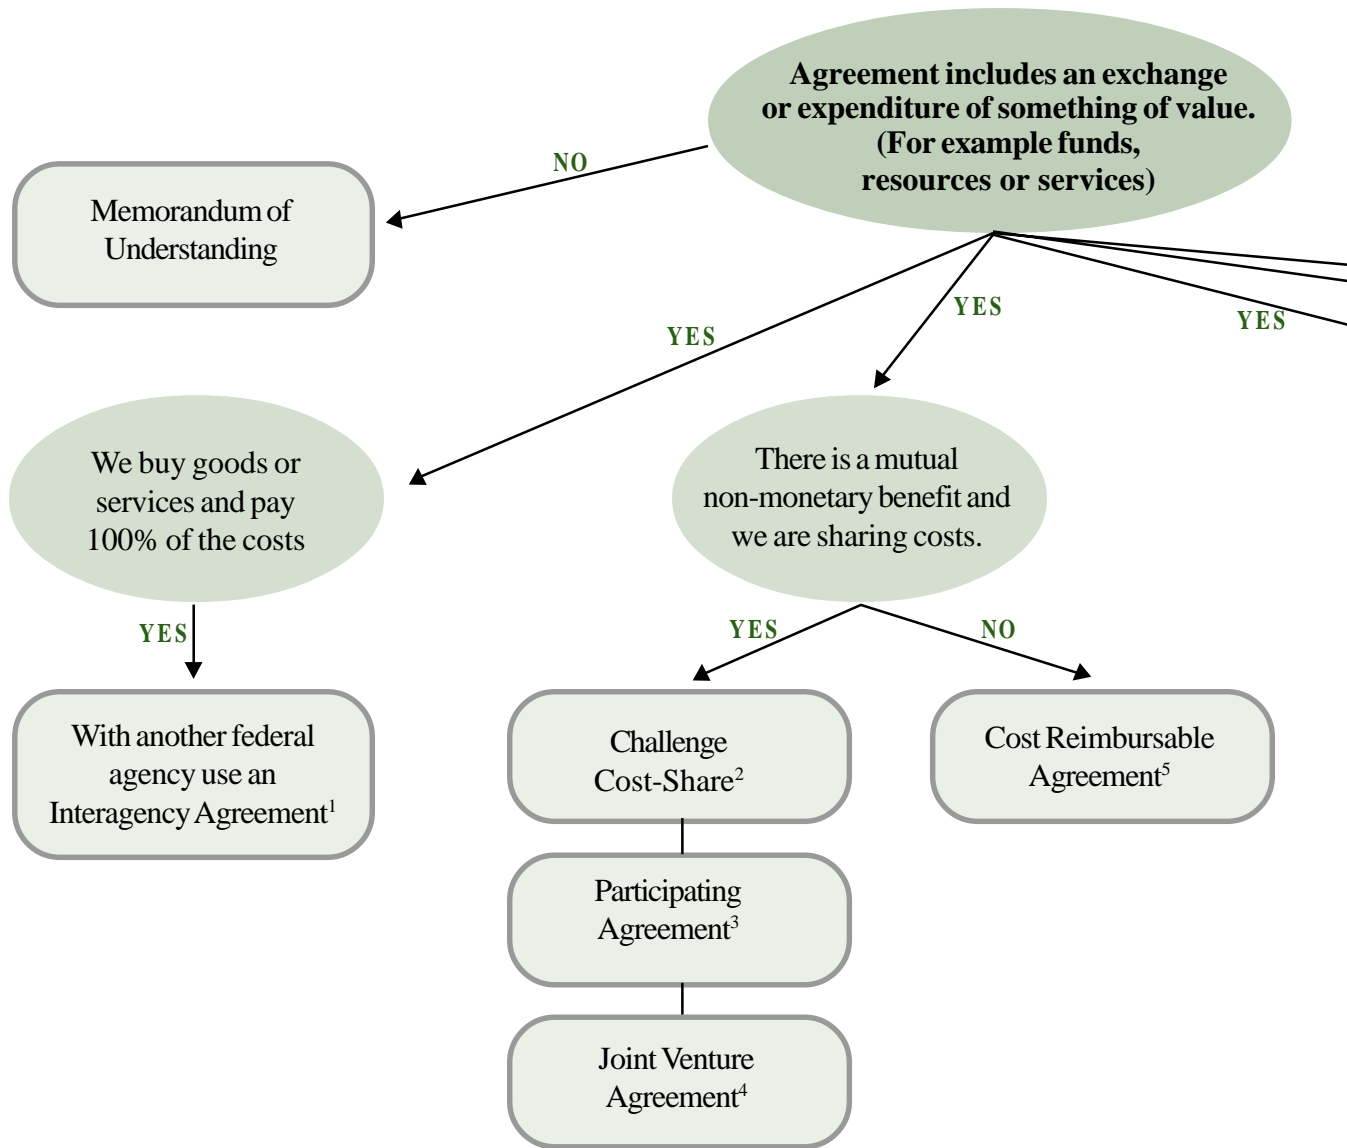 Agreement includes an exchange
or expenditure of something of value.
(For example funds,
resources or services)
NO
Memorandum of
Understanding
YES
YES
YES
We buy goods or
services and pay
100% of the costs
There is a mutual
non-monetary benefit and
we are sharing costs.
YES
YES
NO
With another federal
agency use an
Interagency Agreement¹
Challenge
Cost-Share²
Cost Reimbursable
Agreement⁵
Participating
Agreement³
Joint Venture
Agreement⁴